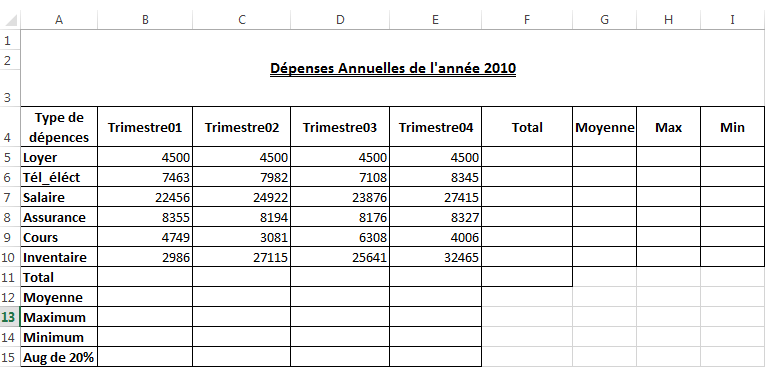 A B C D E F G H I
1
2
Dépenses Annuelles de l'année 2010
3
4 Type de dépences Trimestre01 Trimestre02 Trimestre03 Trimestre04 Total Moyenne Max Min
5 Loyer 4500 4500 4500 4500
6 Tél_éléct 7463 7982 7108 8345
7 Salaire 22456 24922 23876 27415
8 Assurance 8355 8194 8176 8327
9 Cours 4749 3081 6308 4006
10 Inventaire 2986 27115 25641 32465
11 Total
12 Moyenne
13 Maximum
14 Minimum
15 Aug de 20%